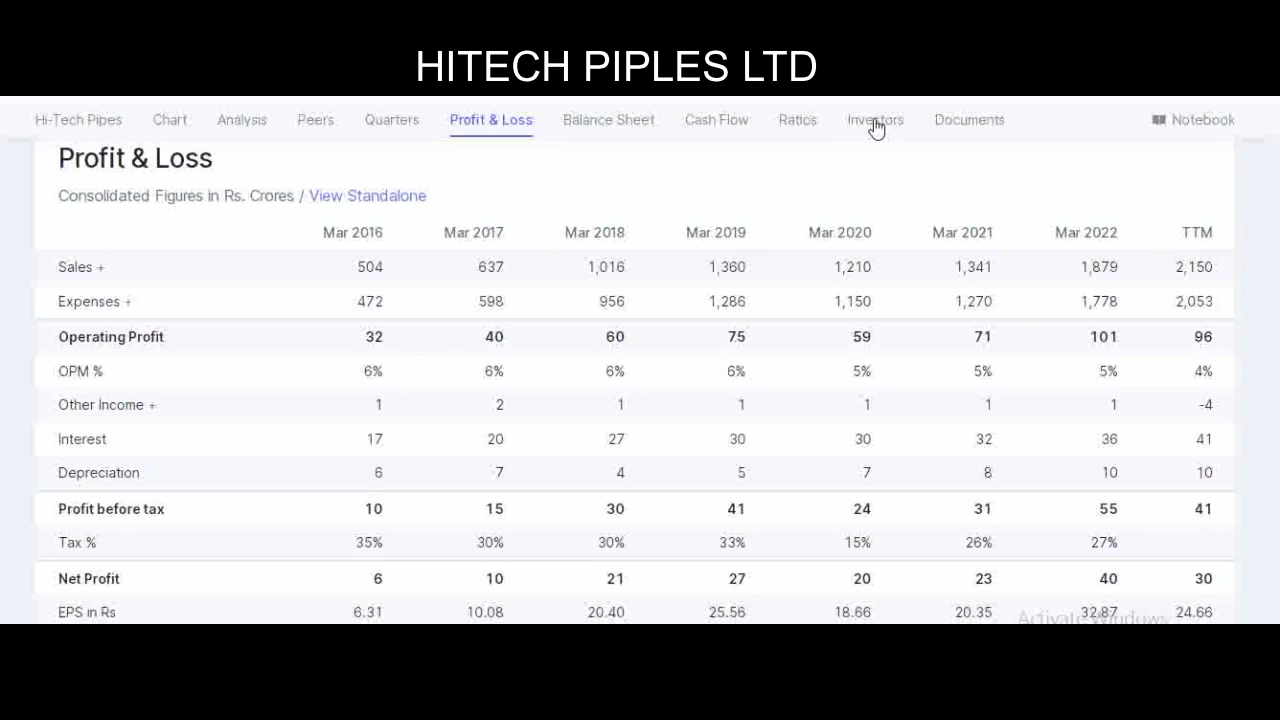 HITECH PIPLES LTD
Hi-Tech Pipes Chart Analysis Peers Quarters Profit & Loss Balance Sheet Cash Flow Ratios Investors Documents Notebook
Profit & Loss
Consolidated Figures in Rs. Crores / View Standalone
Mar 2016 Mar 2017 Mar 2018 Mar 2019 Mar 2020 Mar 2021 Mar 2022 TTM
Sales + 504 637 1,016 1,360 1,210 1,341 1,879 2,150
Expenses + 472 598 956 1,286 1,150 1,270 1,778 2,053
Operating Profit 32 40 60 75 59 71 101 96
OPM % 6% 6% 6% 6% 5% 5% 5% 4%
Other Income + 1 2 1 1 1 1 1 -4
Interest 17 20 27 30 30 32 36 41
Depreciation 6 7 4 5 7 8 10 10
Profit before tax 10 15 30 41 24 31 55 41
Tax % 35% 30% 30% 33% 15% 26% 27%
Net Profit 6 10 21 27 20 23 40 30
EPS in Rs 6.31 10.08 20.40 25.56 18.66 20.35 32.87 24.66
Activate Windows